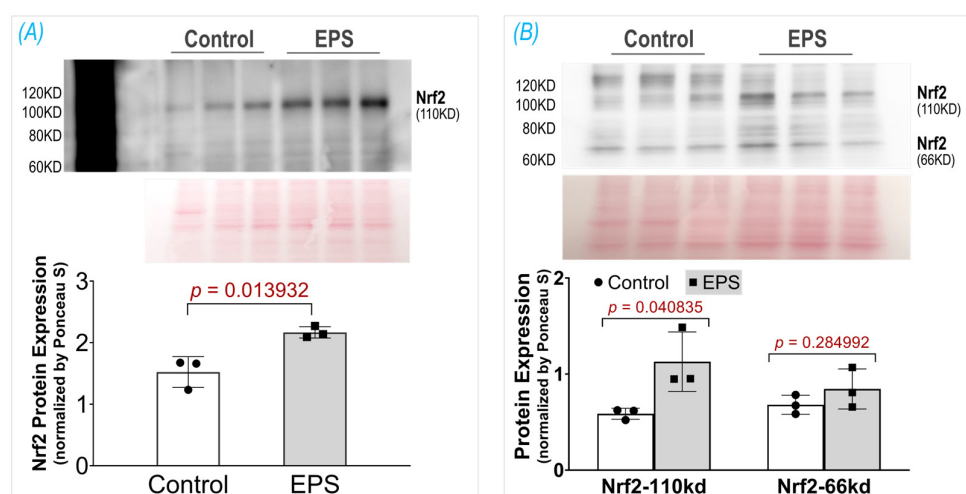 (A)
Control EPS
120KD
100KD
80KD
60KD
Nrf2
(110KD)
Nrf2 Protein Expression
(normalized by Ponceau S)
3
2
1
0
p = 0.013932
Control EPS
(B)
Control EPS
120KD
100KD
80KD
60KD
Nrf2
(110KD)
Nrf2
(66KD)
Protein Expression
(normalized by Ponceau S)
2
1
0
Control EPS
p = 0.040835
p = 0.284992
Nrf2-110kd Nrf2-66kd